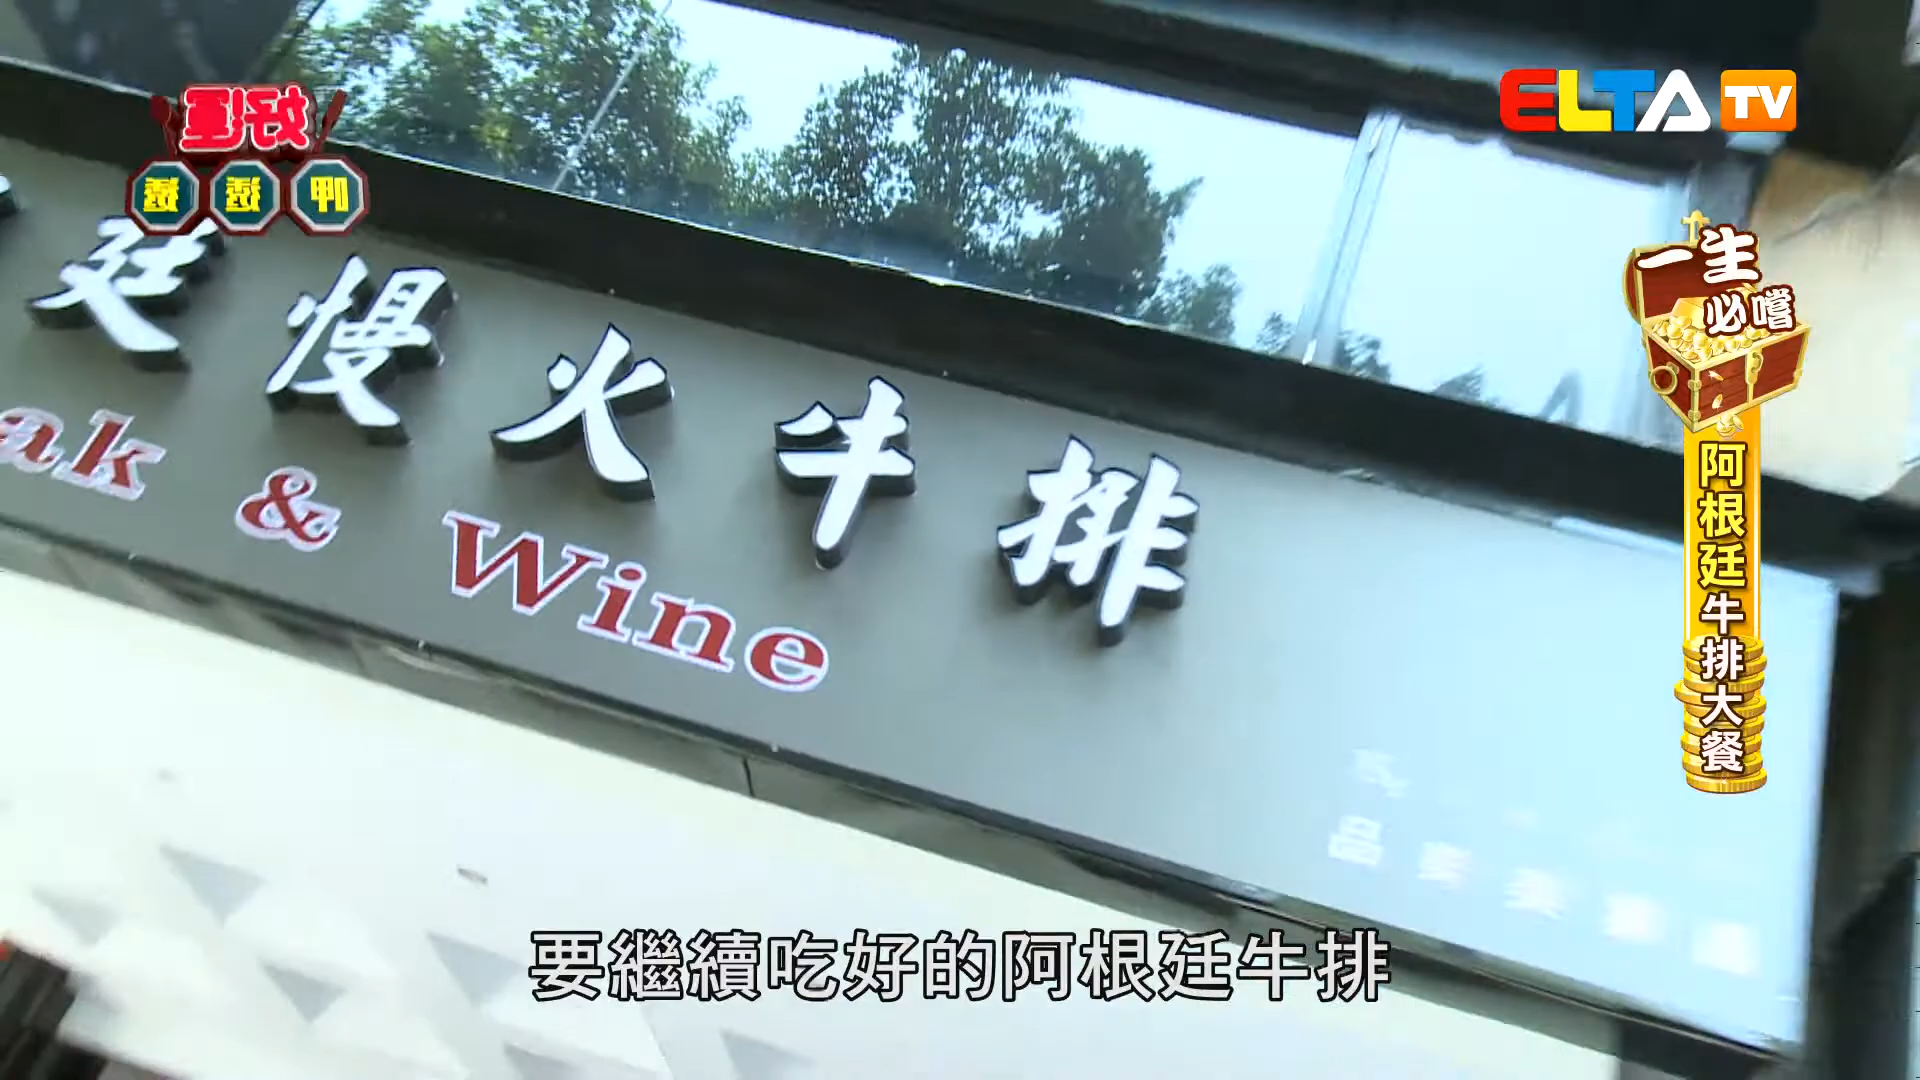 ELTA TV
一生
必嚐
阿根廷牛排大餐
廷慢火牛排
ak & Wine
要繼續吃好的阿根廷牛排